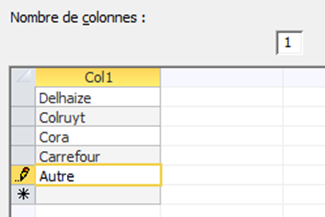 Nombre de colonnes :
1
Col1
Delhaize
Colruyt
Cora
Carrefour
Autre